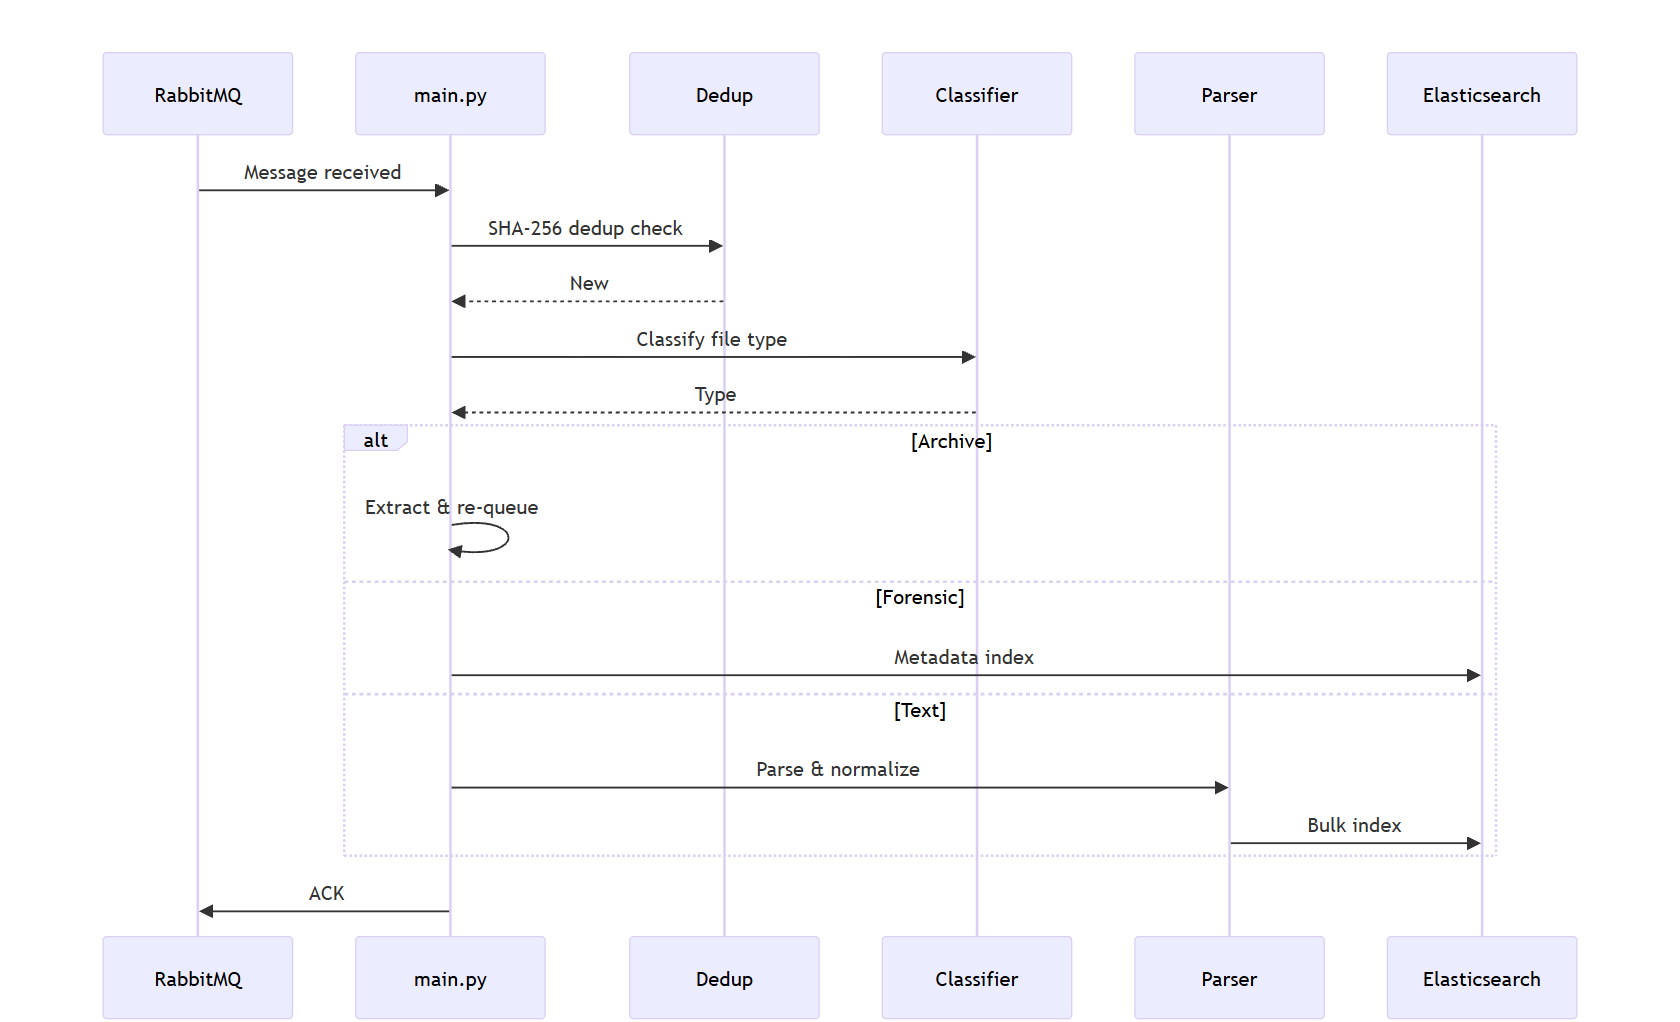 RabbitMQ
main.py
Dedup
Classifier
Parser
Elasticsearch
Message received
SHA-256 dedup check
New
Classify file type
Type
alt
[Archive]
Extract & re-queue
[Forensic]
Metadata index
[Text]
Parse & normalize
Bulk index
ACK
RabbitMQ
main.py
Dedup
Classifier
Parser
Elasticsearch